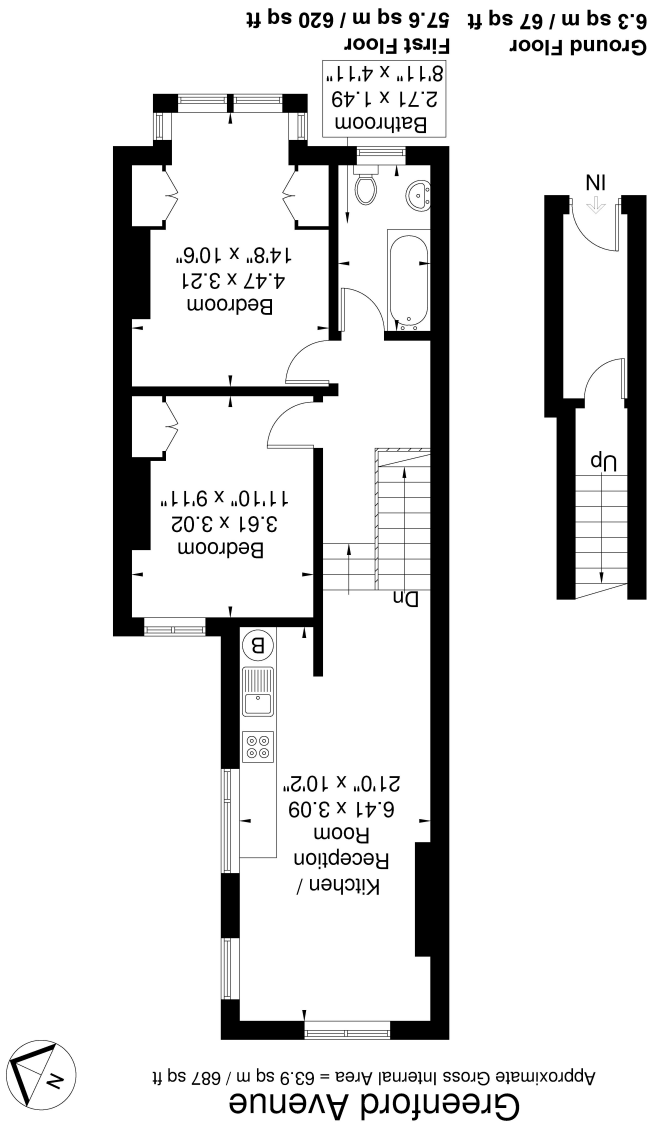 Greenford Avenue
Approximate Gross Internal Area = 63.9 sq m / 687 sq ft
N
Kitchen /
Reception
Room
6.41 x 3.09
21'0" x 10'2"
B
Dn
Bedroom
3.61 x 3.02
11'10" x 9'11"
Up
Bedroom
4.47 x 3.21
14'8" x 10'6"
IN
Bathroom
2.71 x 1.49
8'11" x 4'11"
Ground Floor
6.3 sq m / 67 sq ft
First Floor
57.6 sq m / 620 sq ft